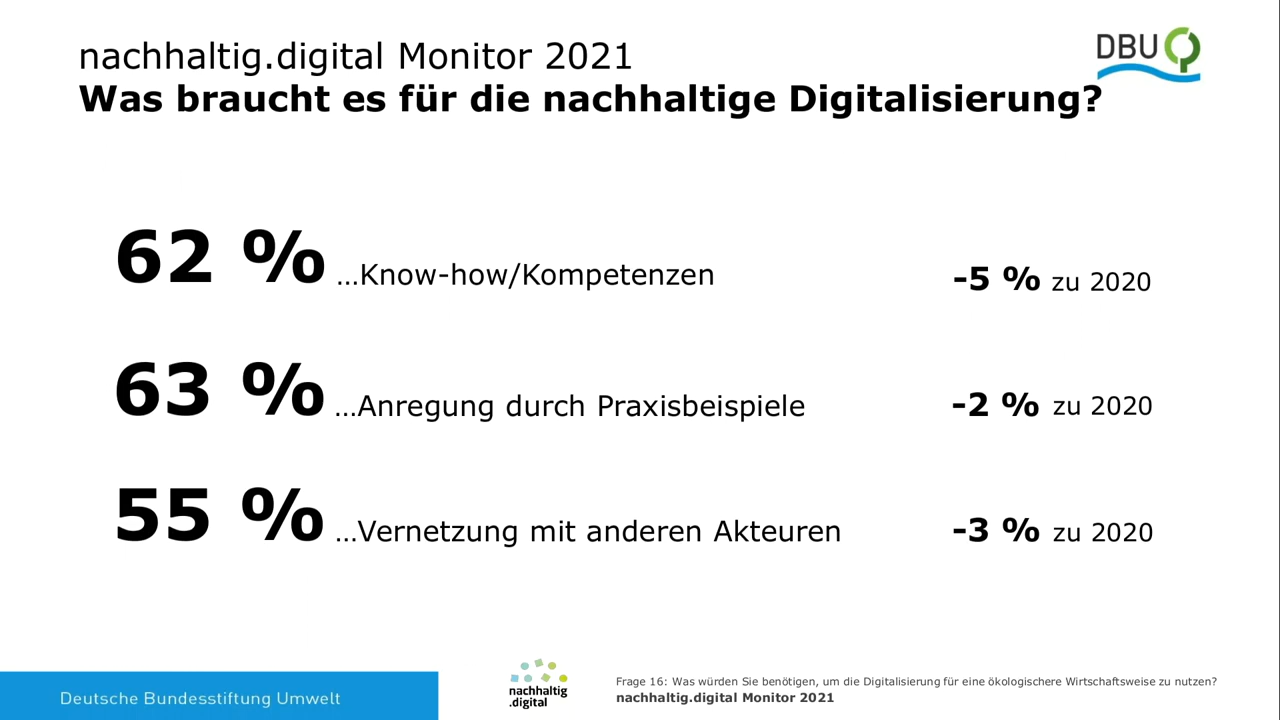 nachhaltig.digital Monitor 2021
Was braucht es für die nachhaltige Digitalisierung?
DBU
62 % …Know-how/Kompetenzen -5 % zu 2020
63 % …Anregung durch Praxisbeispiele -2 % zu 2020
55 % …Vernetzung mit anderen Akteuren -3 % zu 2020
Deutsche Bundesstiftung Umwelt
nachhaltig
.digital
Frage 16: Was würden Sie benötigen, um die Digitalisierung für eine ökologischere Wirtschaftsweise zu nutzen?
nachhaltig.digital Monitor 2021